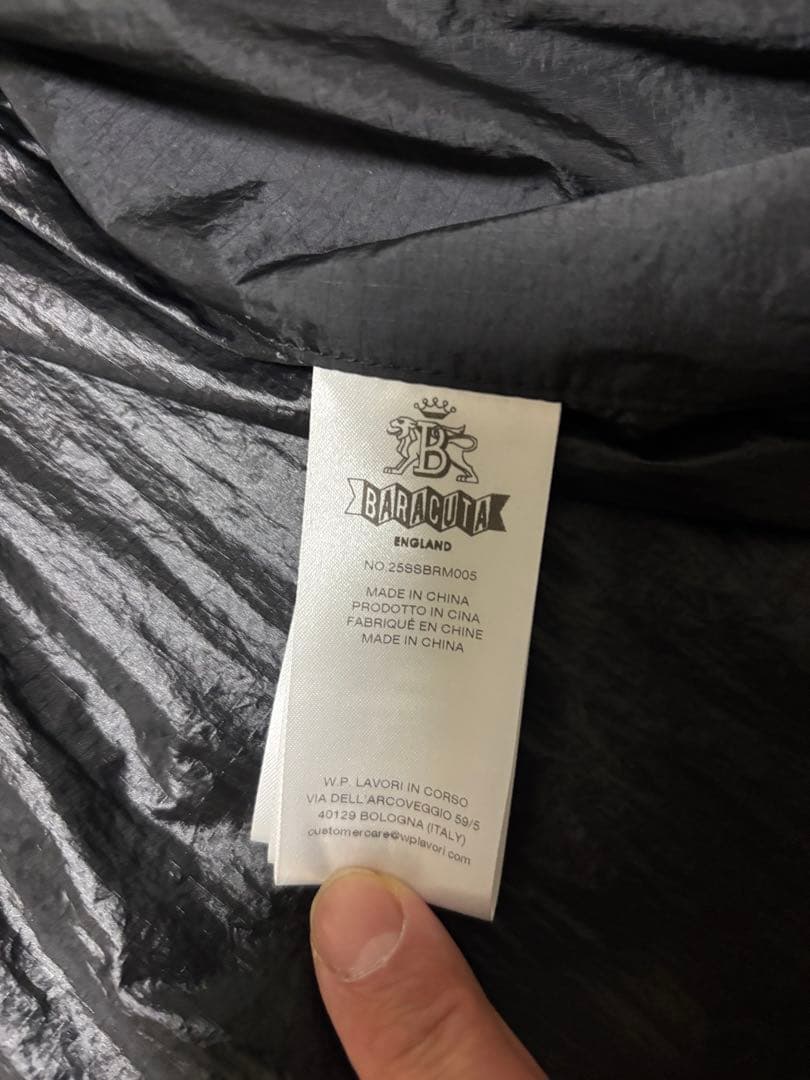 B
BARACUTA
ENGLAND
NO.25SSBRM005
MADE IN CHINA
PRODOTTO IN CINA
FABRIQUÉ EN CHINE
MADE IN CHINA
W.P. LAVORI IN CORSO
VIA DELL'ARCOVEGGIO 59/5
40129 BOLOGNA (ITALY)
customercare@wplavori.com